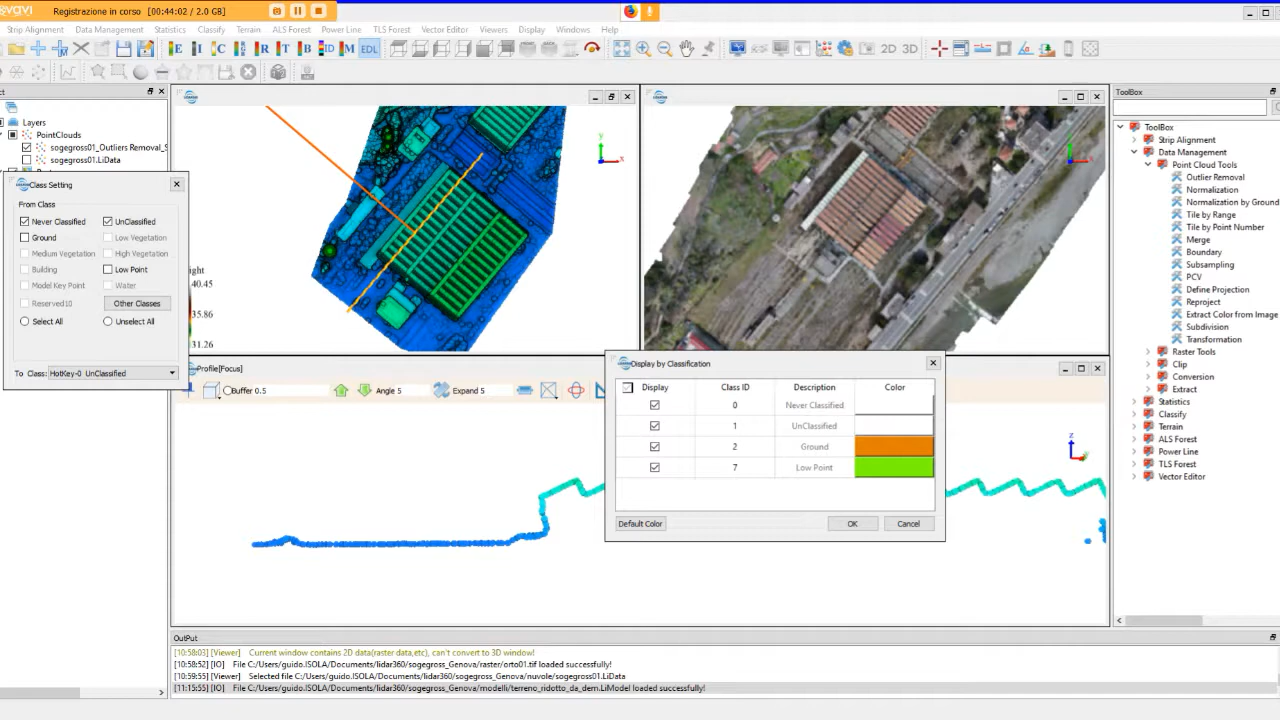 Registrazione in corso [00:44:02 / 2.0 GB]
Strip Alignment Data Management Statistics Classify Terrain ALS Forest Power Line TLS Forest Vector Editor Viewers Display Windows Help
E I C Z R T B ID M EDL 2D 3D
Layers
PointClouds
sogegross01_Outliers Removal_S
sogegross01.LiData
Class Setting
From Class
Never Classified UnClassified
Ground Low Vegetation
Medium Vegetation High Vegetation
Building Low Point
Model Key Point Water
Reserved10 Other Classes
Select All Unselect All
To Class: HotKey-0 UnClassified
40.45
35.86
31.26
y
x
Profile[Focus]
Buffer 0.5 Angle 5 Expand 5
z
Display by Classification
Display Class ID Description Color
0 Never Classified
1 UnClassified
2 Ground
7 Low Point
Default Color OK Cancel
ToolBox
ToolBox
Strip Alignment
Data Management
Point Cloud Tools
Outlier Removal
Normalization
Normalization by Ground
Tile by Range
Tile by Point Number
Merge
Boundary
Subsampling
PCV
Define Projection
Reproject
Extract Color from Image
Subdivision
Transformation
Raster Tools
Clip
Conversion
Extract
Statistics
Classify
Terrain
ALS Forest
Power Line
TLS Forest
Vector Editor
OutPut
[10:58:03] [Viewer] Current window contains 2D data(raster data,etc), can't convert to 3D window!
[10:58:52] [IO] File C:/Users/guido.ISOLA/Documents/lidar360/sogegross_Genova/raster/orto01.tif loaded successfully!
[10:59:55] [Viewer] Selected file C:/Users/guido.ISOLA/Documents/lidar360/sogegross_Genova/nuvole/sogegross01.LiData
[11:15:55] [IO] File C:/Users/guido.ISOLA/Documents/lidar360/sogegross_Genova/modelli/terreno_ridotto_da_dem.LiModel loaded successfully!